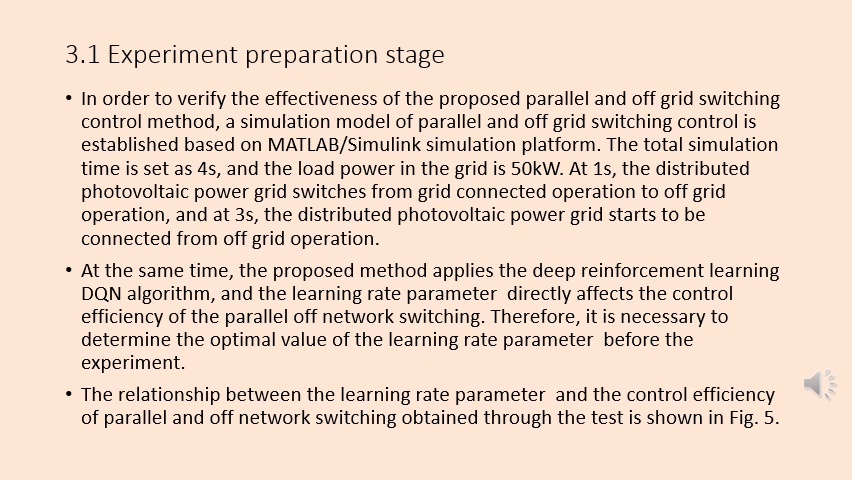 3.1 Experiment preparation stage
• In order to verify the effectiveness of the proposed parallel and off grid switching
control method, a simulation model of parallel and off grid switching control is
established based on MATLAB/Simulink simulation platform. The total simulation
time is set as 4s, and the load power in the grid is 50kW. At 1s, the distributed
photovoltaic power grid switches from grid connected operation to off grid
operation, and at 3s, the distributed photovoltaic power grid starts to be
connected from off grid operation.
• At the same time, the proposed method applies the deep reinforcement learning
DQN algorithm, and the learning rate parameter  directly affects the control
efficiency of the parallel off network switching. Therefore, it is necessary to
determine the optimal value of the learning rate parameter  before the
experiment.
• The relationship between the learning rate parameter  and the control efficiency
of parallel and off network switching obtained through the test is shown in Fig. 5.